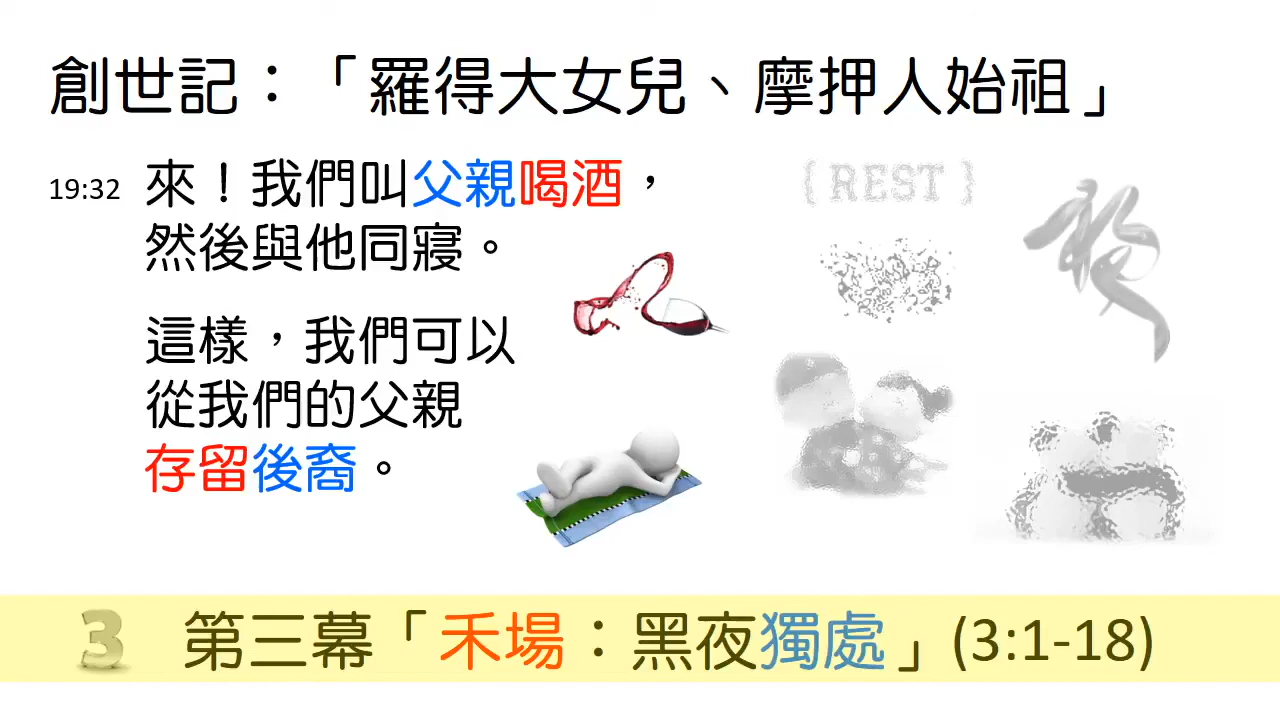 創世記：「羅得大女兒、摩押人始祖」
19:32 來！我們叫父親喝酒，
然後與他同寢。
這樣，我們可以
從我們的父親
存留後裔。
{REST}
3 第三幕「禾場：黑夜獨處」(3:1-18)